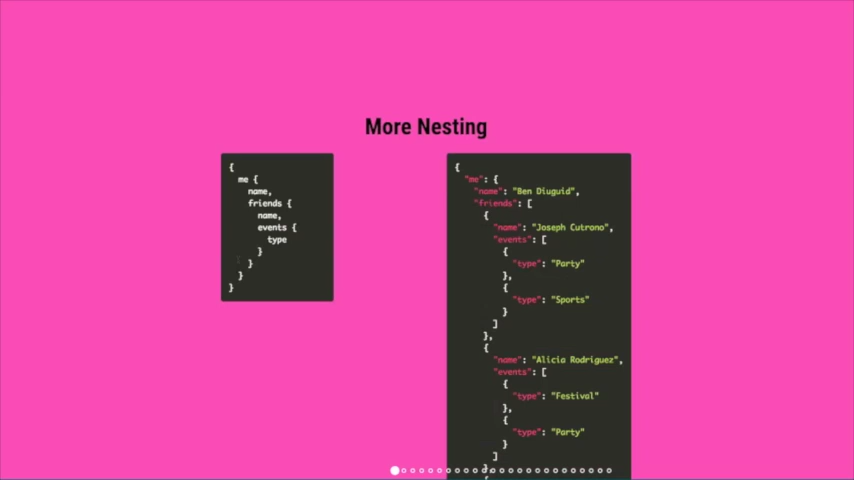 More Nesting
{
me {
name,
friends {
name,
events {
type
}
}
}
}
{
"me": {
"name": "Ben Diuguid",
"friends": [
{
"name": "Joseph Cutrono",
"events": [
{
"type": "Party"
},
{
"type": "Sports"
}
]
},
{
"name": "Alicia Rodriguez",
"events": [
{
"type": "Festival"
},
{
"type": "Party"
}
]
},
{